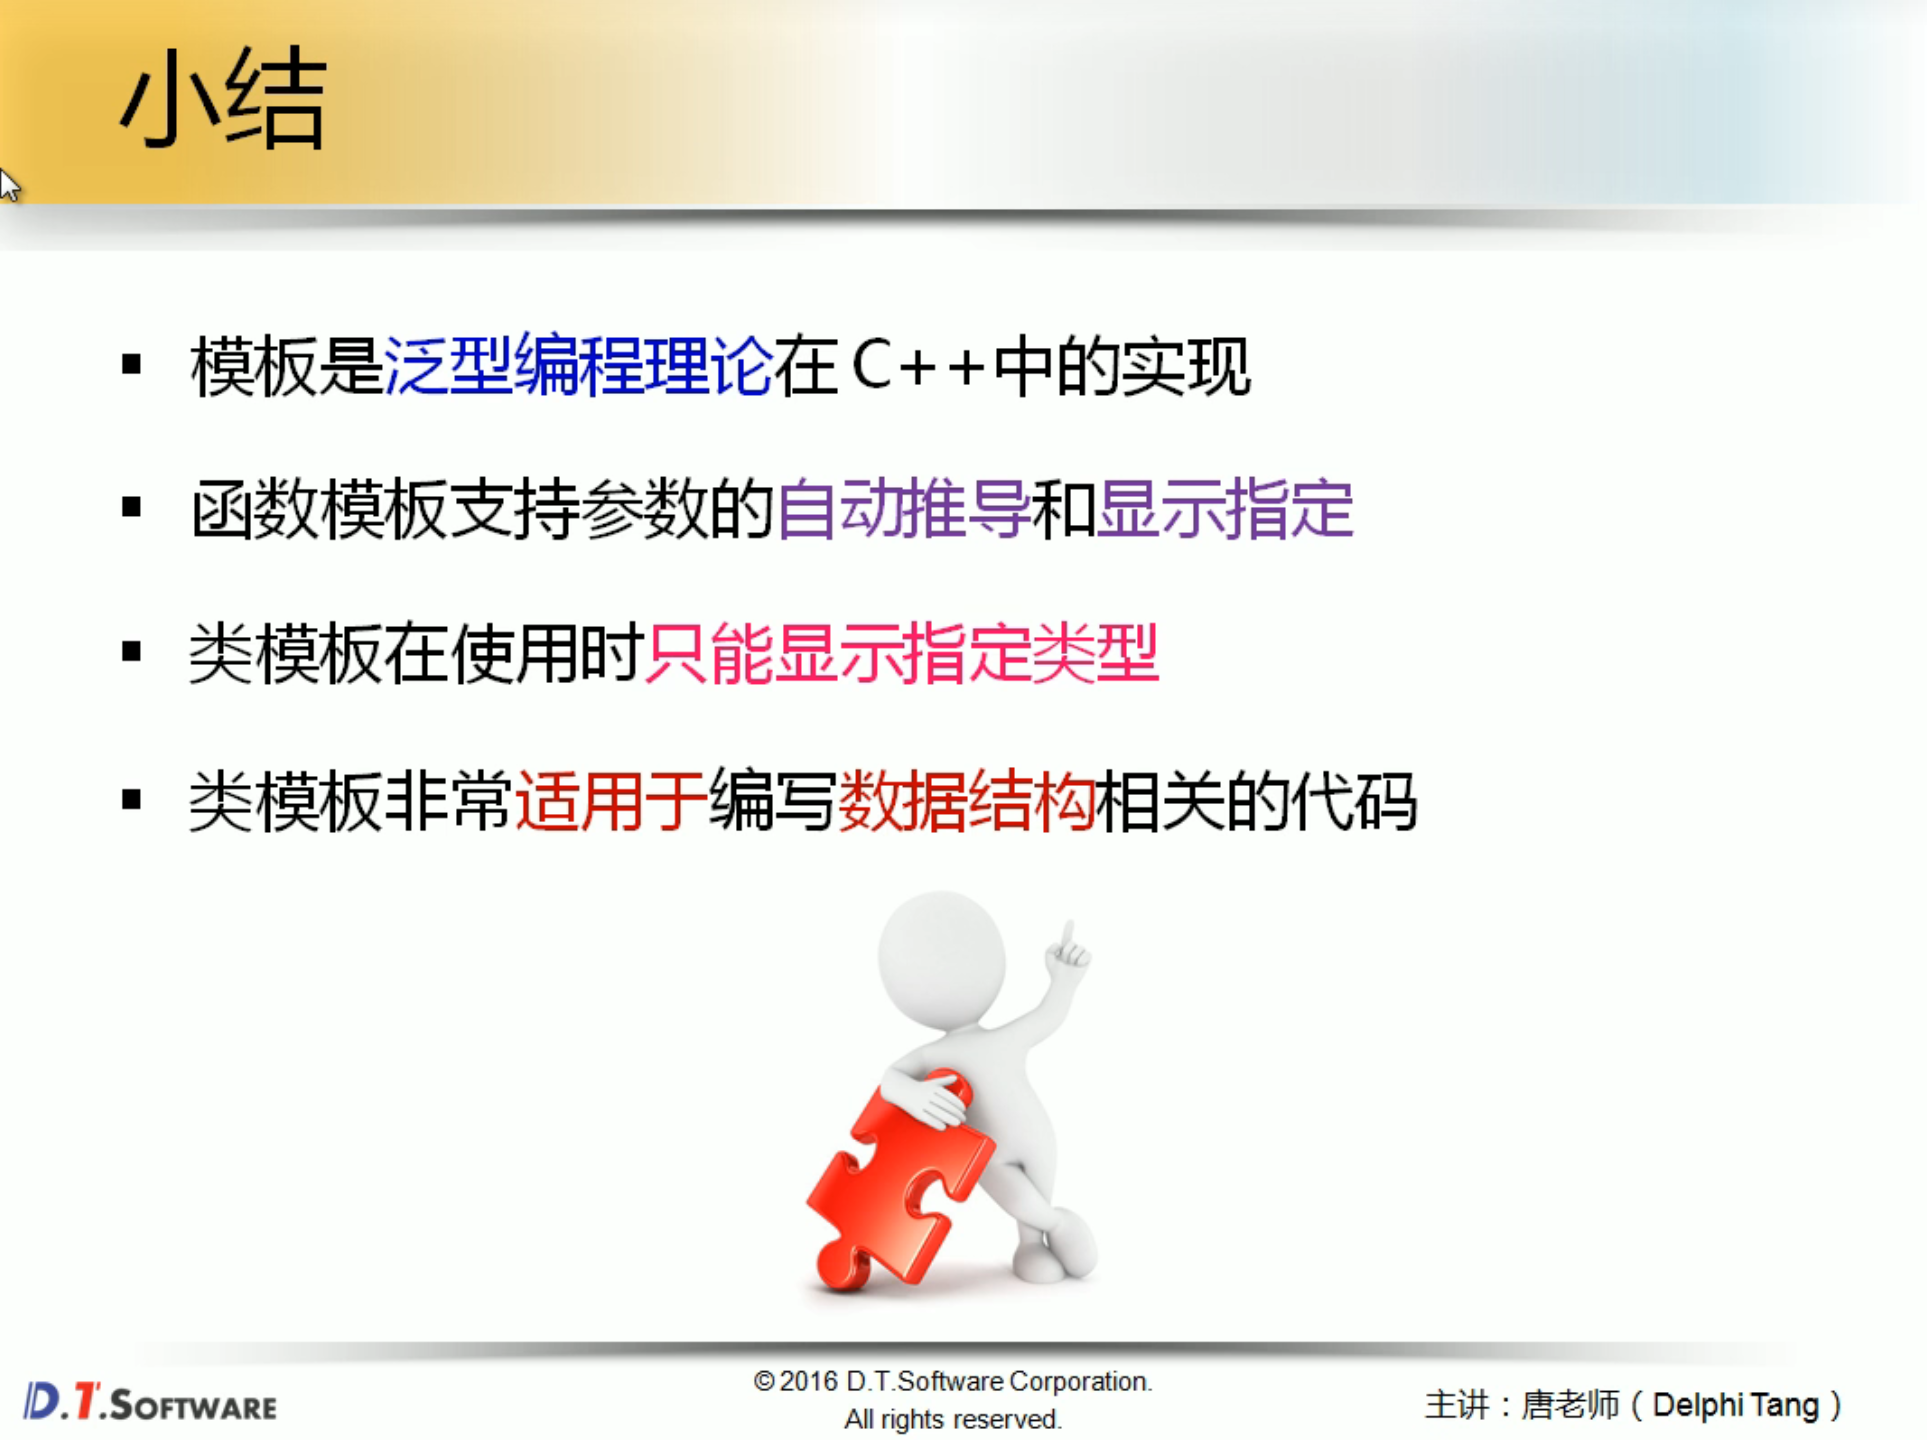 小结
▪ 模板是泛型编程理论在C++中的实现
▪ 函数模板支持参数的自动推导和显示指定
▪ 类模板在使用时只能显示指定类型
▪ 类模板非常适用于编写数据结构相关的代码
D.T.SOFTWARE
© 2016 D.T.Software Corporation.
All rights reserved.
主讲：唐老师（Delphi Tang）